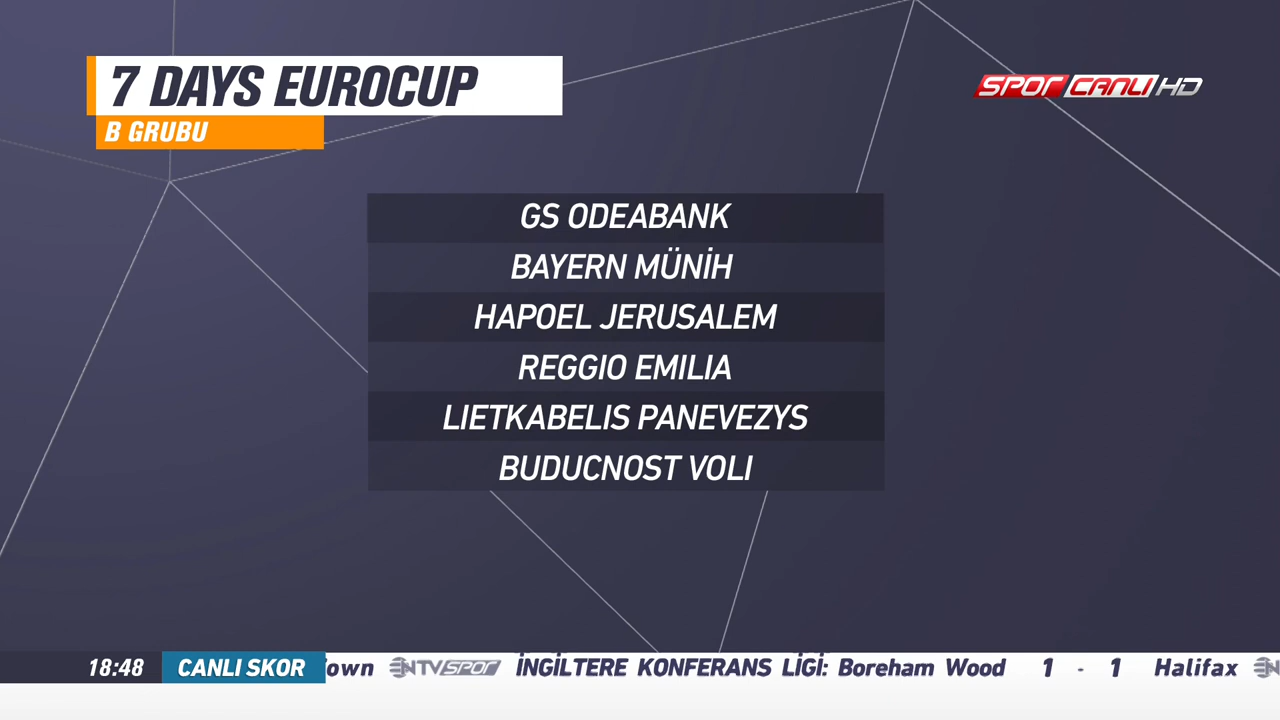 7 DAYS EUROCUP
B GRUBU
SPOR CANLI HD
GS ODEABANK
BAYERN MÜNİH
HAPOEL JERUSALEM
REGGIO EMILIA
LIETKABELIS PANEVEZYS
BUDUCNOST VOLI
18:48 CANLI SKOR own NTVSPOR İNGİLTERE KONFERANS LİGİ: Boreham Wood 1 - 1 Halifax